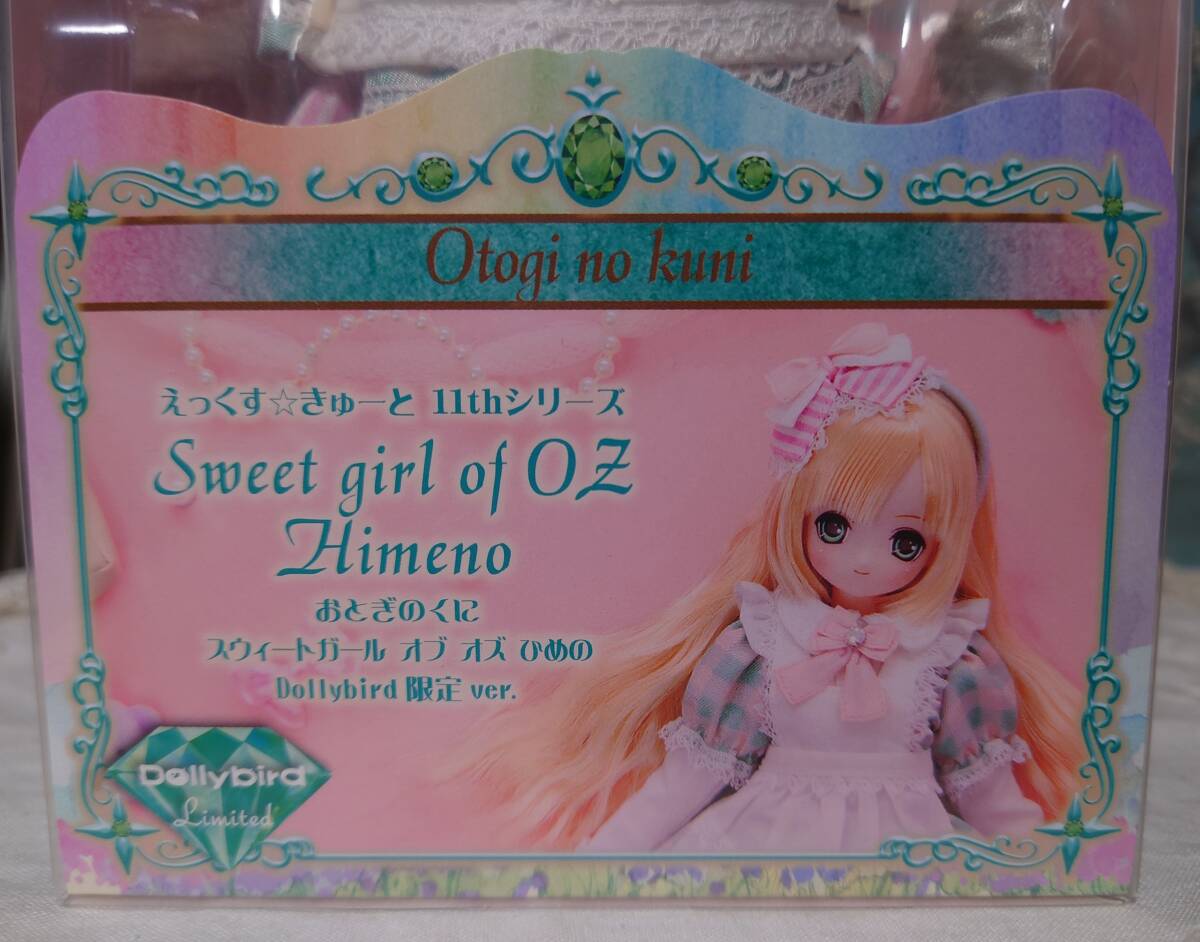 Otogi no kuni
えっくす☆きゅーと 11thシリーズ
Sweet girl of OZ
Himeno
おとぎのくに
スウィートガール オブ オズ ひめの
Dollybird 限定 ver.
Dollybird
Limited